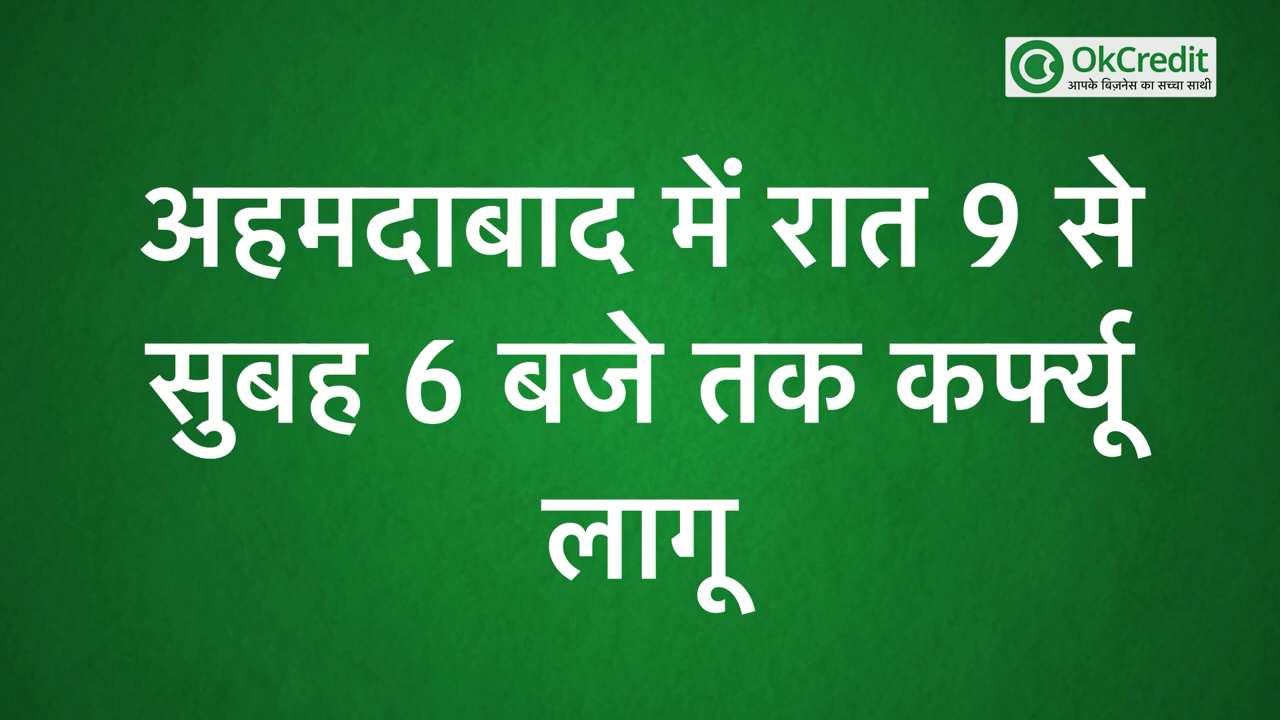 OkCredit
आपके बिज़नेस का सच्चा साथी
अहमदाबाद में रात 9 से
सुबह 6 बजे तक कर्फ्यू
लागू